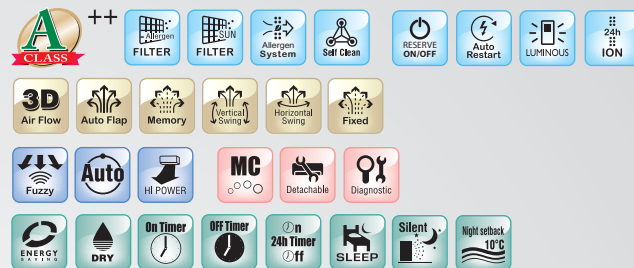 A ++
CLASS
Allergen
FILTER
SUN
FILTER
Allergen
System
Self Clean
RESERVE
ON/OFF
Auto
Restart
LUMINOUS
24h
ION
3D
Air Flow
Auto Flap
Memory
Vertical
Swing
Horizontal
Swing
Fixed
Fuzzy
Auto
HI POWER
MC
Detachable
Diagnostic
ENERGY
SAVING
DRY
On Timer
OFF Timer
On
24h Timer
Off
SLEEP
Silent
Night setback
10°C